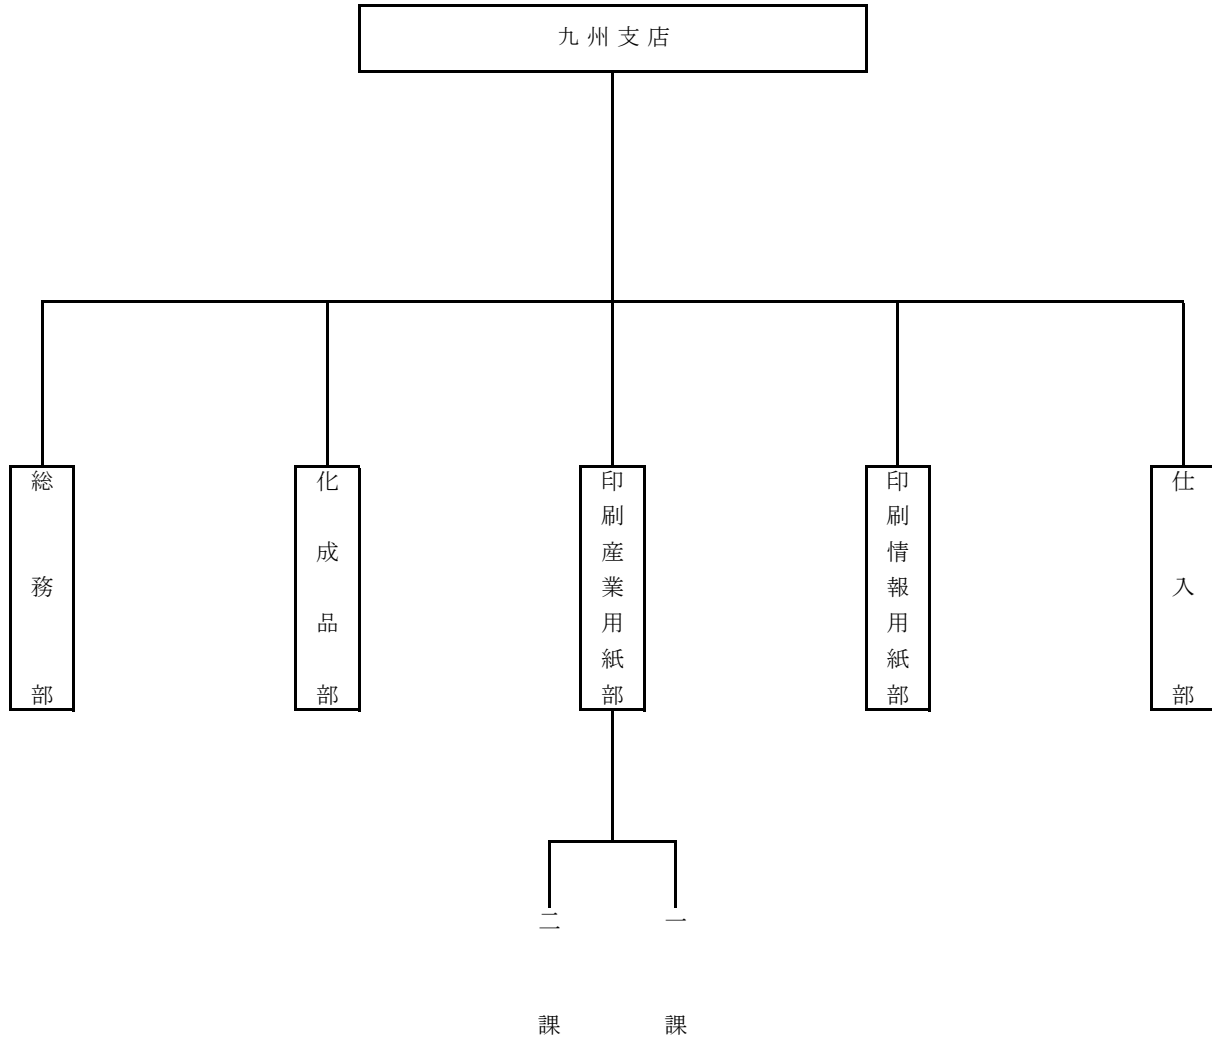 九州支店
仕入部
印刷情報用紙部
印刷産業用紙部
化成品部
総務部
一課
二課